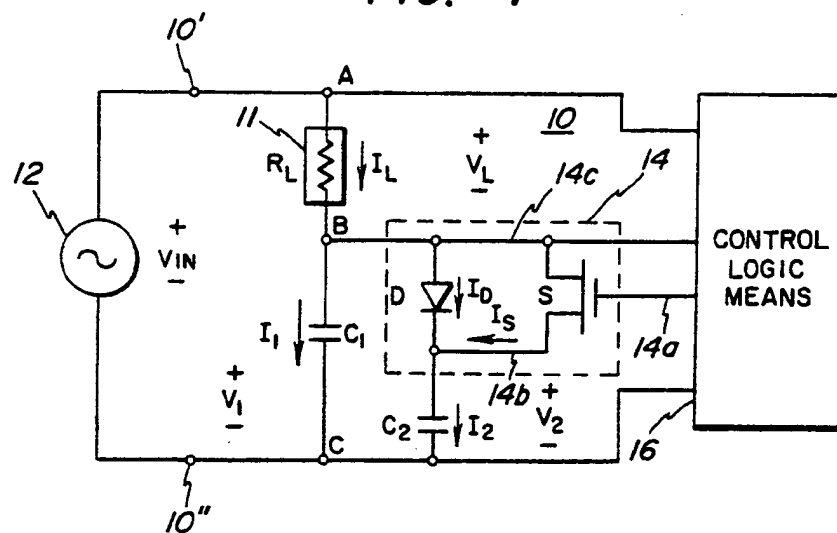 10'
A
11
10
14
+
RL
IL
VL
14c
12
-
B
+
VIN
-
D
ID
S
IS
CONTROL
LOGIC
MEANS
I1
C1
14a
+
V1
-
14b
+
C2
I2
V2
-
16
C
10"